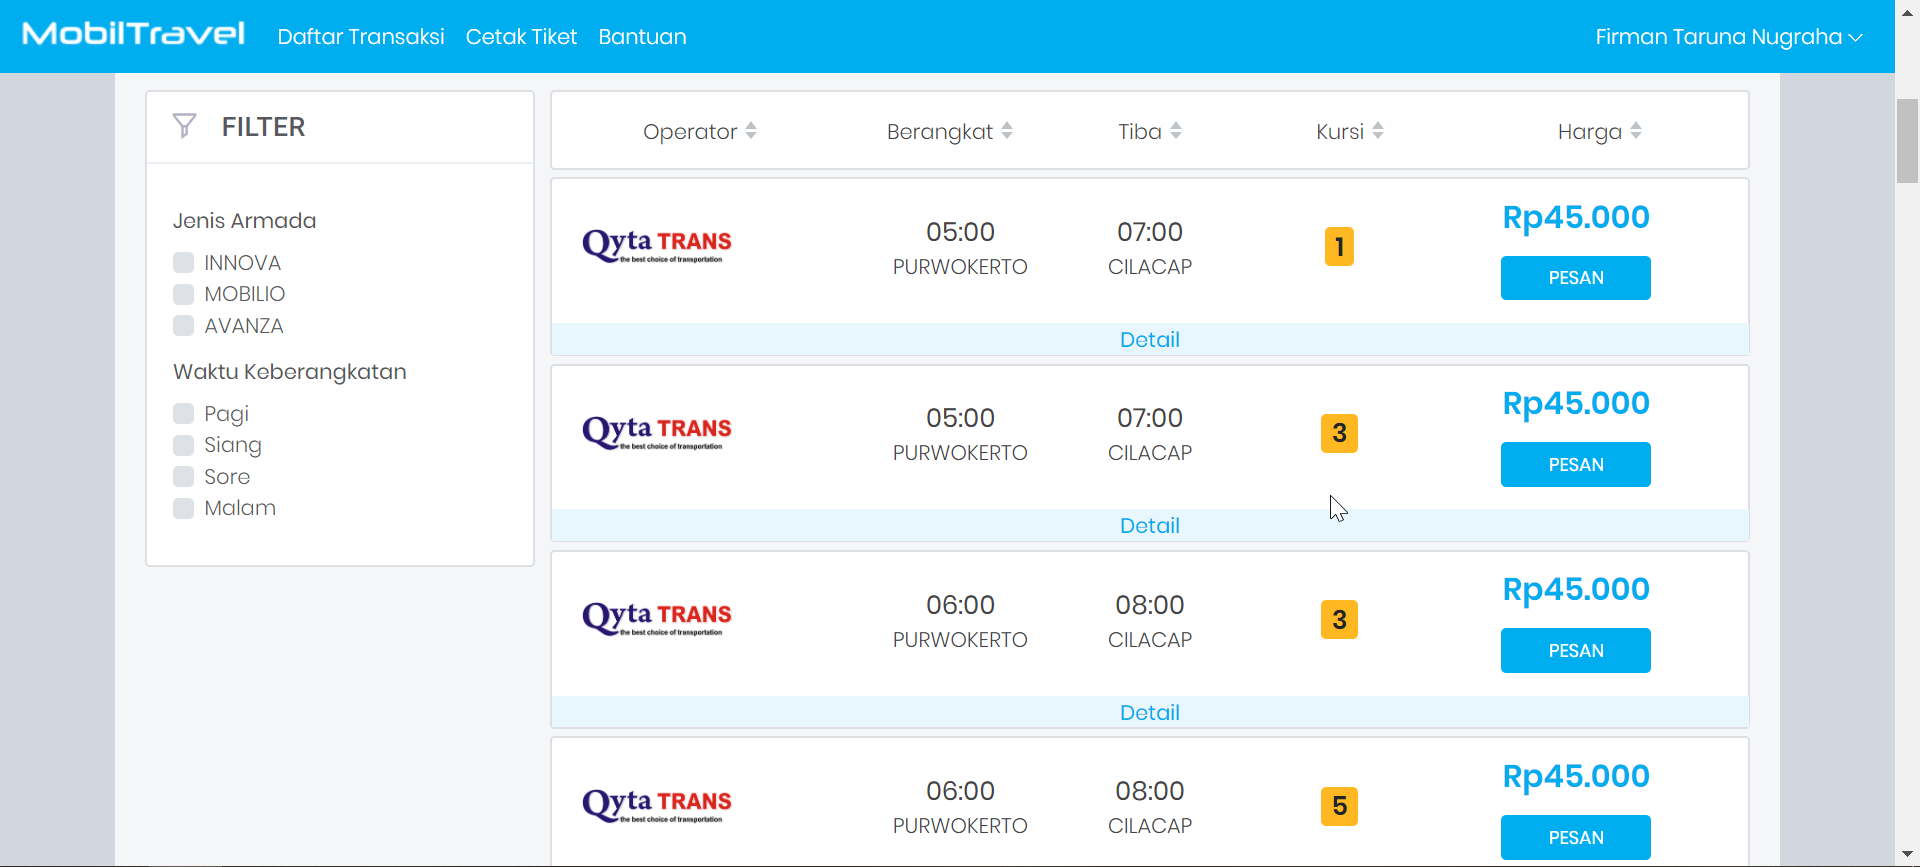 MobilTravel Daftar Transaksi Cetak Tiket Bantuan Firman Taruna Nugraha
FILTER
Jenis Armada
INNOVA
MOBILIO
AVANZA
Waktu Keberangkatan
Pagi
Siang
Sore
Malam
Operator Berangkat Tiba Kursi Harga
Qyta TRANS
the best choice of transportation
05:00
PURWOKERTO
07:00
CILACAP
1
Rp45.000
PESAN
Detail
Qyta TRANS
the best choice of transportation
05:00
PURWOKERTO
07:00
CILACAP
3
Rp45.000
PESAN
Detail
Qyta TRANS
the best choice of transportation
06:00
PURWOKERTO
08:00
CILACAP
3
Rp45.000
PESAN
Detail
Qyta TRANS
the best choice of transportation
06:00
PURWOKERTO
08:00
CILACAP
5
Rp45.000
PESAN